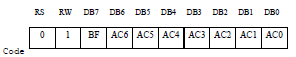 RS RW DB7 DB6 DB5 DB4 DB3 DB2 DB1 DB0
Code 0 1 BF AC6 AC5 AC4 AC3 AC2 AC1 AC0